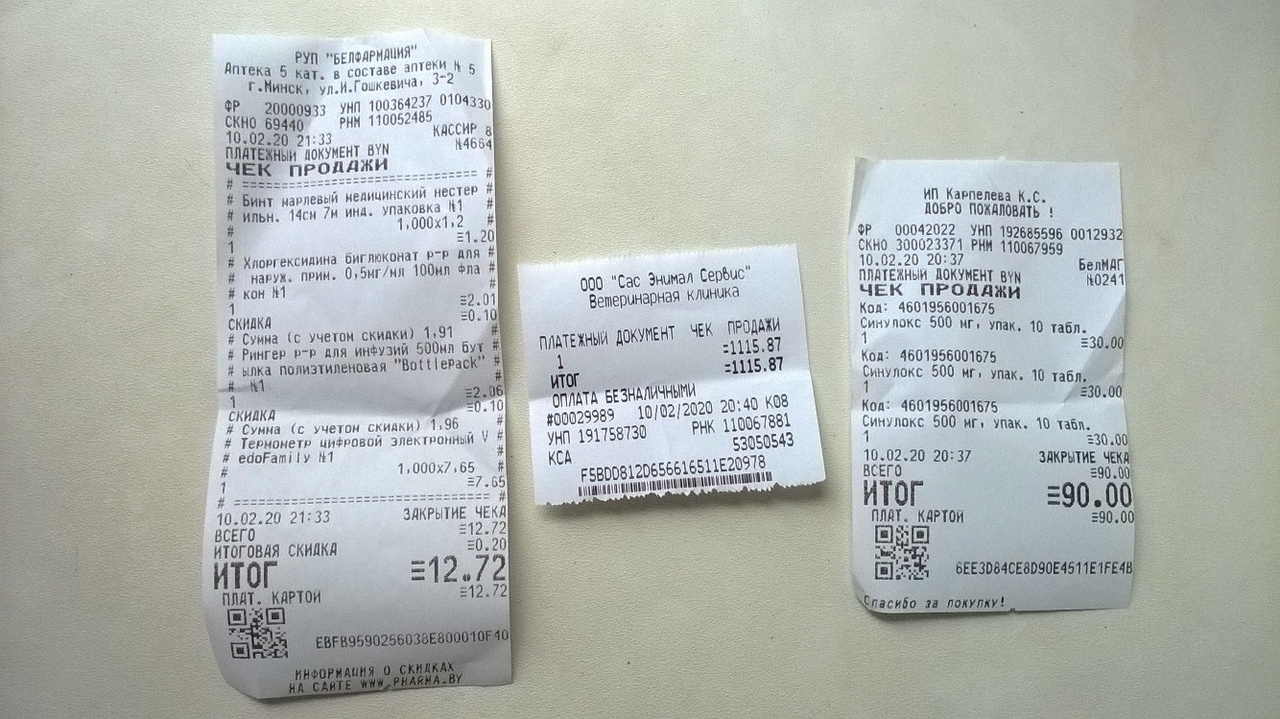 РУП "БЕЛФАРМАЦИЯ"
Аптека 5 кат. в составе аптеки N 5
г.Минск, ул.И.Гошкевича, 3-2
ФР 20000933 УНП 100364237 0104330
СКНО 69440 РНМ 110052485
10.02.20 21:33 КАССИР 8
ПЛАТЕЖНЫЙ ДОКУМЕНТ BYN N4664
ЧЕК ПРОДАЖИ
# ============================== #
# Бинт марлевый медицинский нестер #
# ильн. 14см 7м инд. упаковка №1 #
# 1,000x1,2 #
1 ≡1.20
# Хлоргексидина биглюконат р-р для #
# наруж. прим. 0,5мг/мл 100мл фла #
# кон №1 #
1 ≡2.01
СКИДКА ≡0.10
# Сумма (с учетом скидки) 1,91 #
# Рингер р-р для инфузий 500мл бут #
# ылка полиэтиленовая "BottlePack" #
# №1 #
1 ≡2.06
СКИДКА ≡0.10
# Сумма (с учетом скидки) 1,96 #
# Термометр цифровой электронный V #
# edoFamily №1 #
# 1,000x7,65 #
1 ≡7.65
# ============================== #
10.02.20 21:33 ЗАКРЫТИЕ ЧЕКА
ВСЕГО ≡12.72
ИТОГОВАЯ СКИДКА ≡0.20
ИТОГ ≡12.72
ПЛАТ. КАРТОЙ ≡12.72
EBFB9590256038E800010F40
ИНФОРМАЦИЯ О СКИДКАХ
НА САЙТЕ WWW.PHARMA.BY
ООО "Сас Энимал Сервис"
Ветеринарная клиника
ПЛАТЕЖНЫЙ ДОКУМЕНТ ЧЕК ПРОДАЖИ
1 ≡1115.87
ИТОГ ≡1115.87
ОПЛАТА БЕЗНАЛИЧНЫМИ
#00029989 10/02/2020 20:40 К08
УНП 191758730 РНК 110067881
КСА 53050543
F5BDD812D656616511E20978
ИП Карпелева К.С.
ДОБРО ПОЖАЛОВАТЬ !
ФР 00042022 УНП 192685596 0012932
СКНО 300023371 РНМ 110067959
10.02.20 20:37 БелМАГ
ПЛАТЕЖНЫЙ ДОКУМЕНТ BYN №0241
ЧЕК ПРОДАЖИ
Код: 4601956001675
Синулокс 500 мг, упак. 10 табл.
1 ≡30.00
Код: 4601956001675
Синулокс 500 мг, упак. 10 табл.
1 ≡30.00
Код: 4601956001675
Синулокс 500 мг, упак. 10 табл.
1 ≡30.00
10.02.20 20:37 ЗАКРЫТИЕ ЧЕКА
ВСЕГО ≡90.00
ИТОГ ≡90.00
ПЛАТ. КАРТОЙ ≡90.00
6EE3D84CE8D90E4511E1FE4B
Спасибо за покупку!